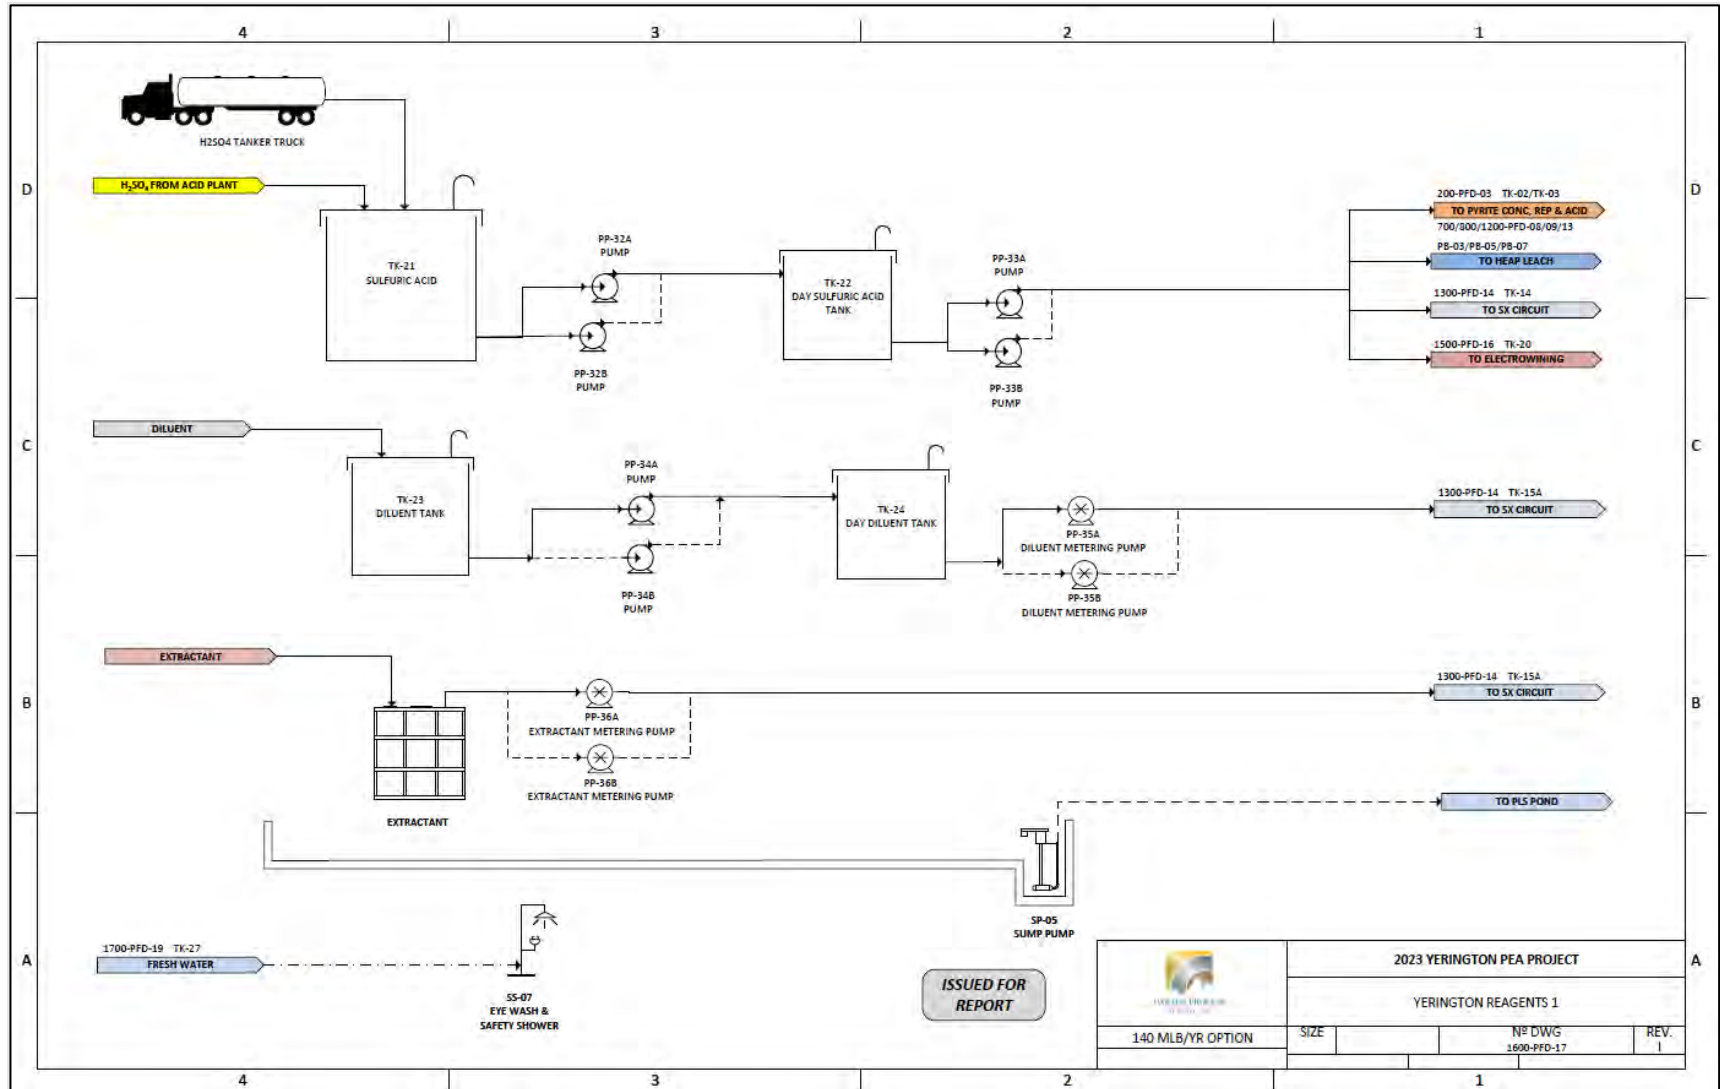 4 3 2 1
H2SO4 TANKER TRUCK
D D
H₂SO₄ FROM ACID PLANT
200-PFD-03 TK-02/TK-03
TO PYRITE CONC, REP & ACID
700/800/1200-PFD-08/09/13
PB-03/PB-05/PB-07
TO HEAP LEACH
1300-PFD-14 TK-14
TO SX CIRCUIT
1500-PFD-16 TK-20
TO ELECTROWINING
TK-21
SULFURIC ACID
PP-32A
PUMP
PP-32B
PUMP
TK-22
DAY SULFURIC ACID
TANK
PP-33A
PUMP
PP-33B
PUMP
C C
DILUENT
TK-23
DILUENT TANK
PP-34A
PUMP
PP-34B
PUMP
TK-24
DAY DILUENT TANK
PP-35A
DILUENT METERING PUMP
PP-35B
DILUENT METERING PUMP
1300-PFD-14 TK-15A
TO SX CIRCUIT
B B
EXTRACTANT
EXTRACTANT
PP-36A
EXTRACTANT METERING PUMP
PP-36B
EXTRACTANT METERING PUMP
1300-PFD-14 TK-15A
TO SX CIRCUIT
TO PLS POND
SP-05
SUMP PUMP
A A
1700-PFD-19 TK-27
FRESH WATER
SS-07
EYE WASH &
SAFETY SHOWER
ISSUED FOR
REPORT
2023 YERINGTON PEA PROJECT
YERINGTON REAGENTS 1
140 MLB/YR OPTION
SIZE
Nº DWG
1600-PFD-17
REV.
I
4 3 2 1